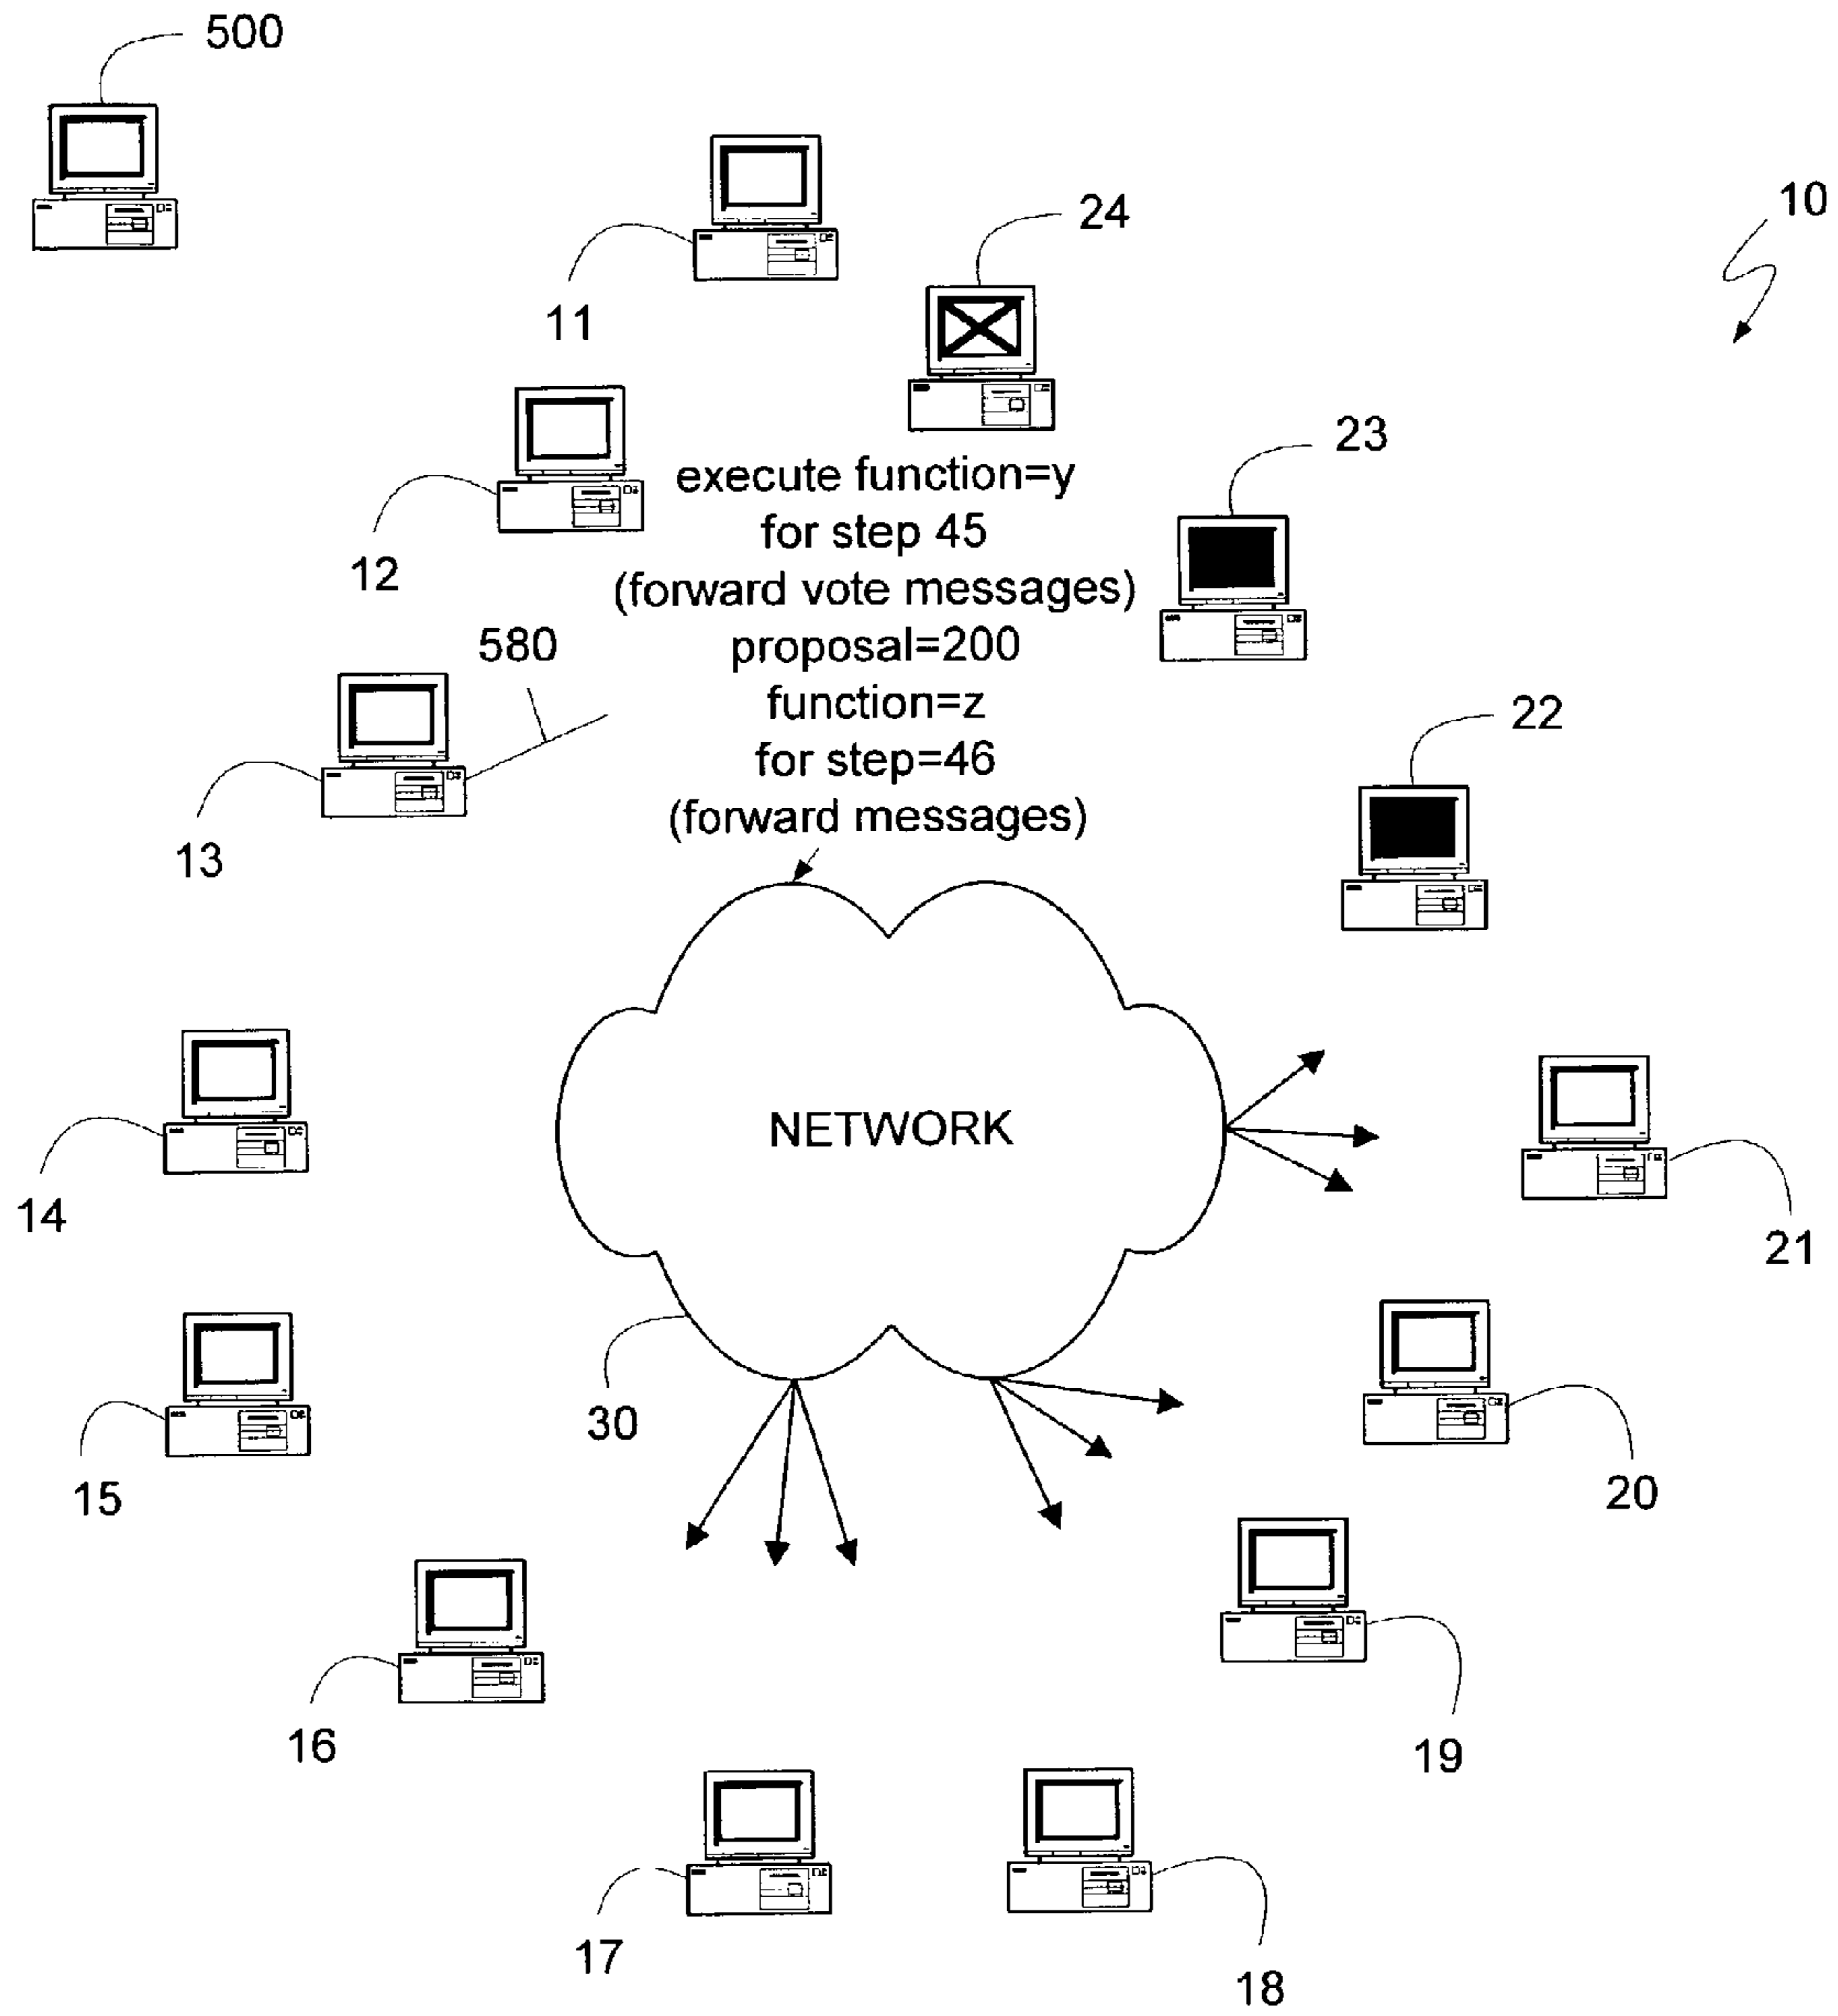 500
11
24
10
12
execute function=y
for step 45
(forward vote messages)
proposal=200
function=z
for step=46
(forward messages)
23
580
13
22
NETWORK
14
21
30
15
20
16
19
17
18